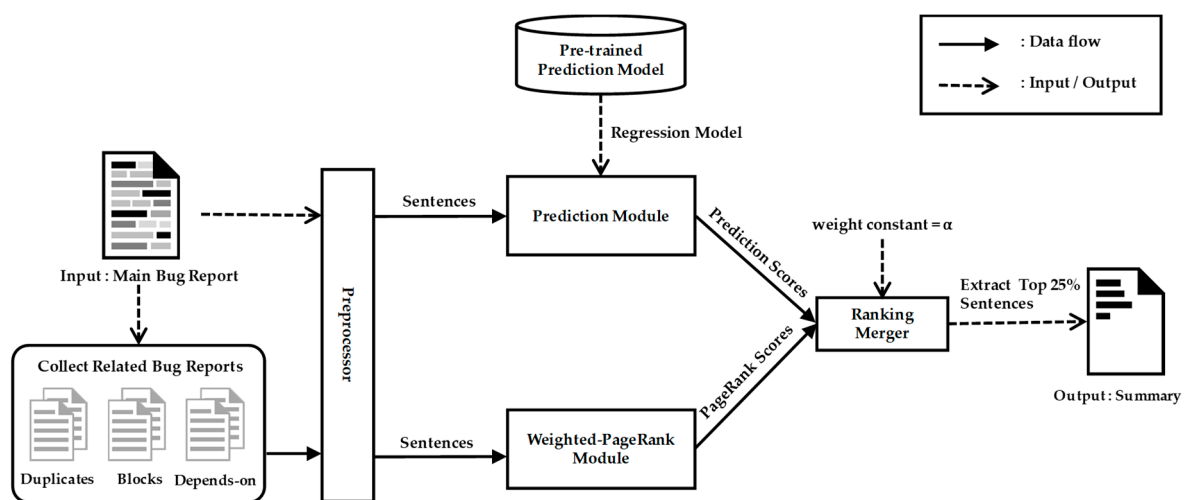 Pre-trained
Prediction Model
: Data flow
: Input / Output
Regression Model
Input : Main Bug Report
Preprocessor
Sentences
Prediction Module
Prediction Scores
weight constant = α
Ranking
Merger
Extract Top 25%
Sentences
Output : Summary
Collect Related Bug Reports
Duplicates
Blocks
Depends-on
Sentences
Weighted-PageRank
Module
PageRank Scores